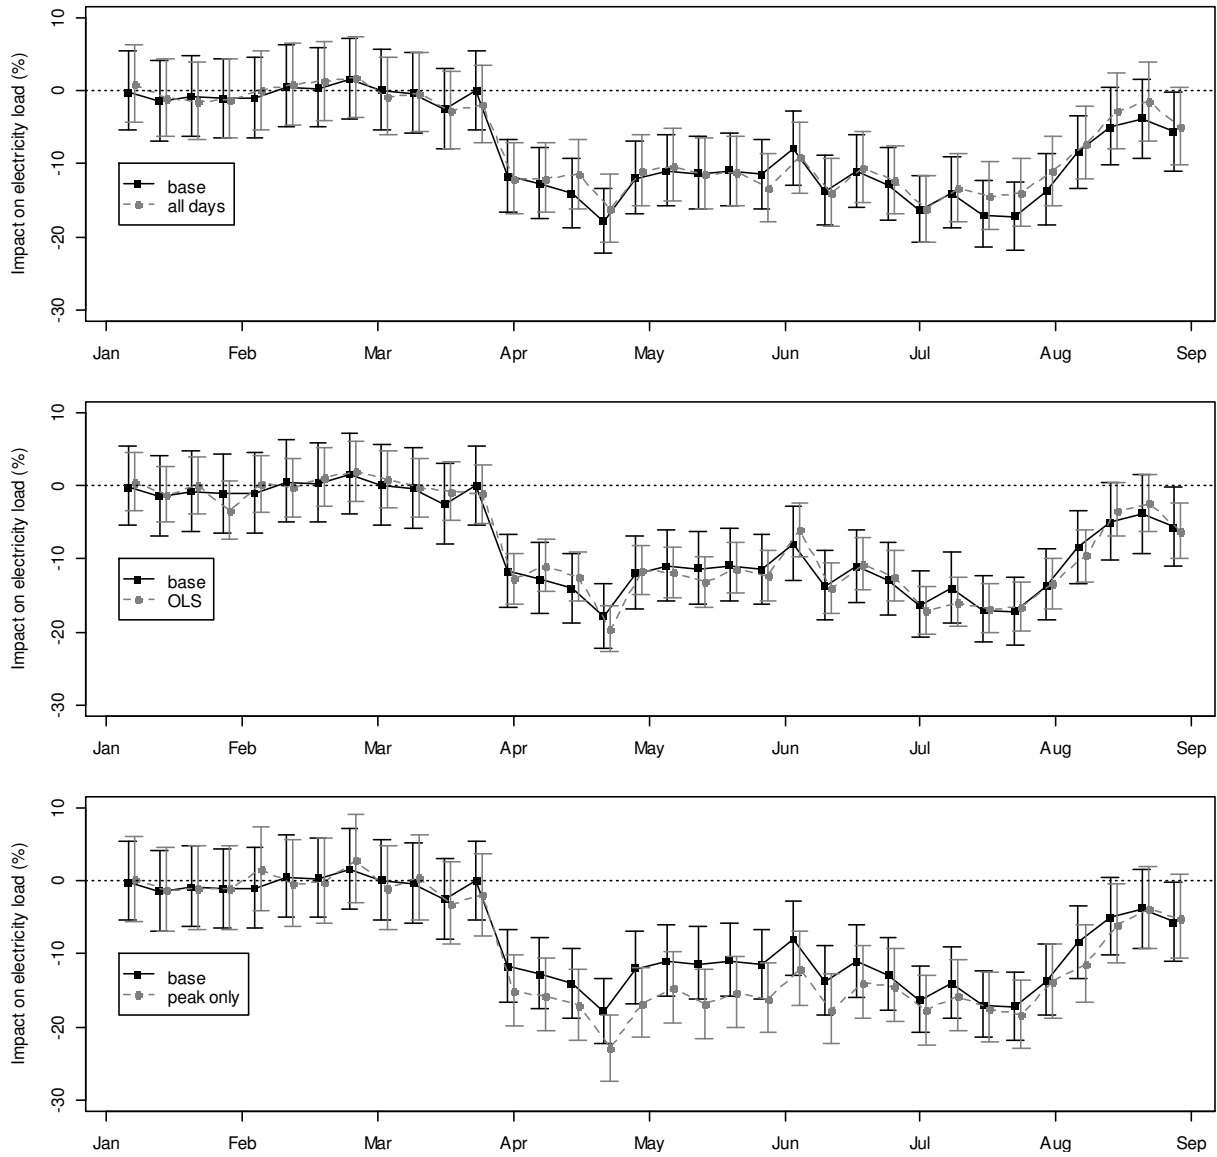 10
0
-10
-20
-30
Impact on electricity load (%)
base
all days
Jan Feb Mar Apr May Jun Jul Aug Sep
10
0
-10
-20
-30
Impact on electricity load (%)
base
OLS
Jan Feb Mar Apr May Jun Jul Aug Sep
10
0
-10
-20
-30
Impact on electricity load (%)
base
peak only
Jan Feb Mar Apr May Jun Jul Aug Sep